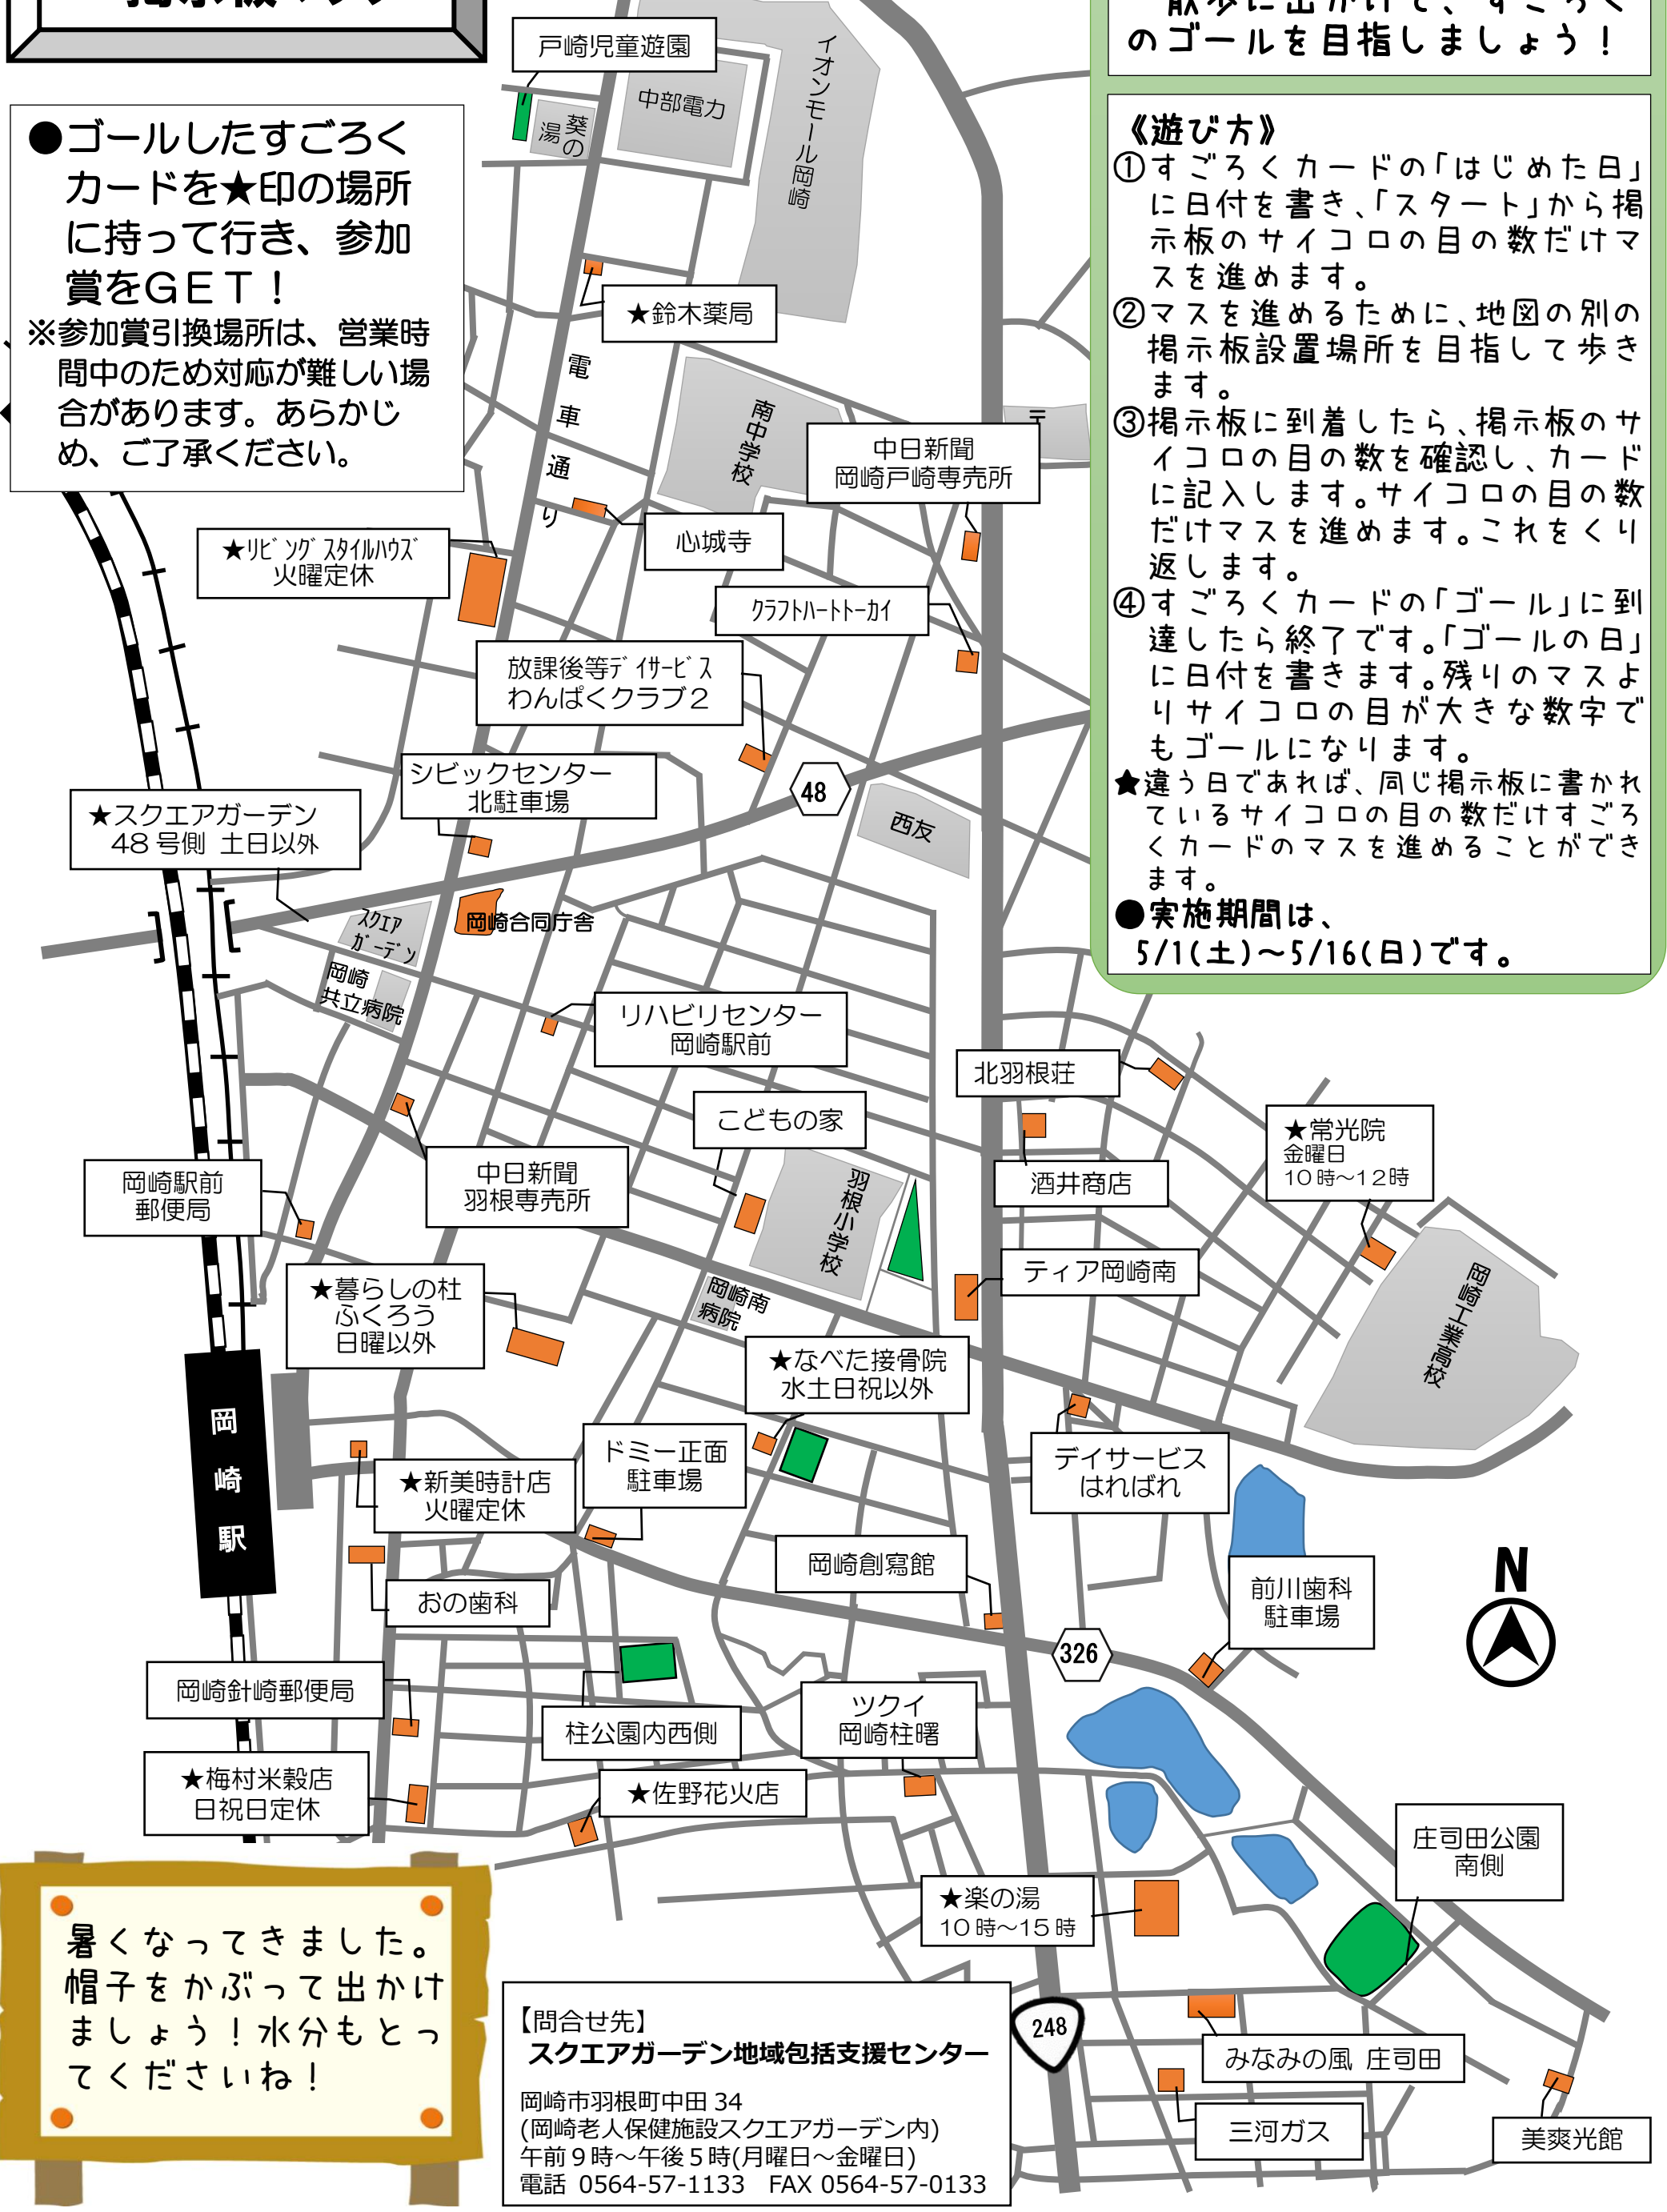 戸崎児童遊園
イオンモール岡崎
中部電力
葵の
湯
のゴールを目指しましょう！
●ゴールしたすごろく
カードを★印の場所
に持って行き、参加
賞をGET！
※参加賞引換場所は、営業時
間中のため対応が難しい場
合があります。あらかじ
め、ご了承ください。
《遊び方》
①すごろくカードの「はじめた日」
に日付を書き、「スタート」から掲
示板のサイコロの目の数だけマ
スを進めます。
②マスを進めるために、地図の別の
掲示板設置場所を目指して歩き
ます。
③掲示板に到着したら、掲示板のサ
イコロの目の数を確認し、カード
に記入します。サイコロの目の数
だけマスを進めます。これをくり
返します。
④すごろくカードの「ゴール」に到
達したら終了です。「ゴールの日」
に日付を書きます。残りのマスよ
りサイコロの目が大きな数字で
もゴールになります。
★違う日であれば、同じ掲示板に書かれ
ているサイコロの目の数だけすごろ
くカードのマスを進めることができ
ます。
●実施期間は、
5/1(土)～5/16(日)です。
★鈴木薬局
電車通り
南中学校
〒
中日新聞
岡崎戸崎専売所
心城寺
★ﾘﾋﾞﾝｸﾞｽﾀｲﾙﾊｳｽﾞ
火曜定休
ｸﾗﾌﾄﾊｰﾄﾄｰｶｲ
放課後等ﾃﾞｲｻｰﾋﾞｽ
わんぱくクラブ２
シビックセンター
北駐車場
48
西友
★スクエアガーデン
48号側 土日以外
ｽｸｴｱ
ｶﾞｰﾃﾞﾝ
岡崎合同庁舎
岡崎
共立病院
リハビリセンター
岡崎駅前
北羽根荘
こどもの家
★常光院
金曜日
10時～12時
中日新聞
羽根専売所
羽根小学校
酒井商店
岡崎駅前
郵便局
ティア岡崎南
岡崎工業高校
★暮らしの杜
ふくろう
日曜以外
岡崎南
病院
★なべた接骨院
水土日祝以外
岡崎駅
ドミー正面
駐車場
デイサービス
はればれ
★新美時計店
火曜定休
岡崎創寫館
前川歯科
駐車場
N
おの歯科
326
岡崎針崎郵便局
柱公園内西側
ツクイ
岡崎柱曙
★梅村米穀店
日祝日定休
★佐野花火店
庄司田公園
南側
★楽の湯
10時～15時
暑くなってきました。
帽子をかぶって出かけ
ましょう！水分もとっ
てくださいね！
【問合せ先】
スクエアガーデン地域包括支援センター
岡崎市羽根町中田34
(岡崎老人保健施設スクエアガーデン内)
午前９時～午後５時(月曜日～金曜日)
電話 0564-57-1133 FAX 0564-57-0133
248
みなみの風 庄司田
三河ガス
美爽光館